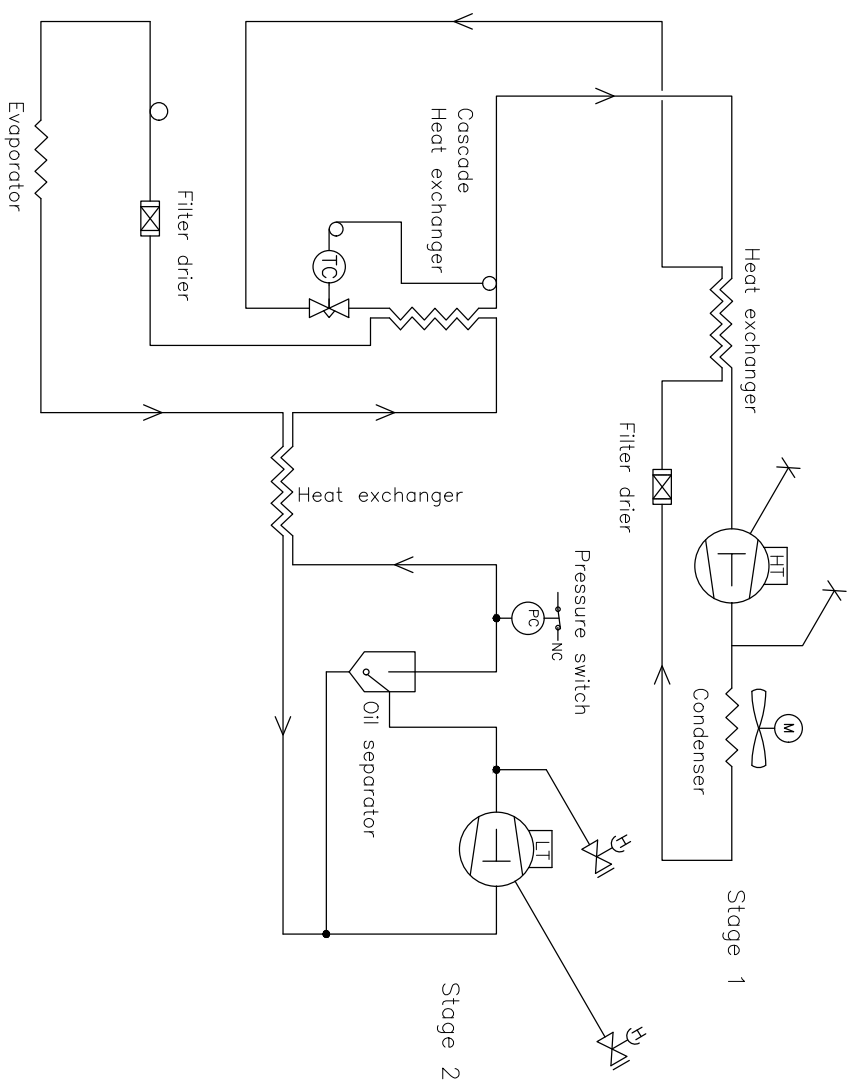 Stage 1
M
Condenser
HT
Heat exchanger
Filter drier
Stage 2
LT
H
H
Pressure switch
NC
PC
Oil separator
Heat exchanger
Cascade
Heat exchanger
TC
Filter drier
Evaporator